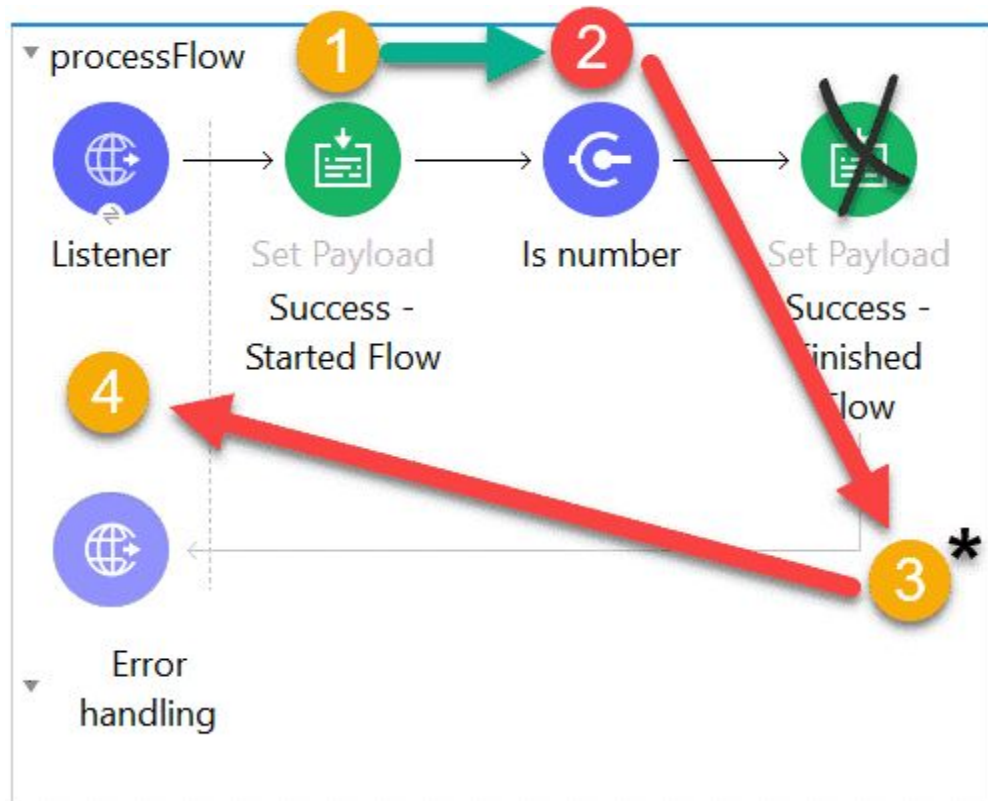 processFlow
1
2
Listener
Set Payload
Is number
Set Payload
Success -
Started Flow
Success -
Finished
Flow
4
3
*
Error
handling